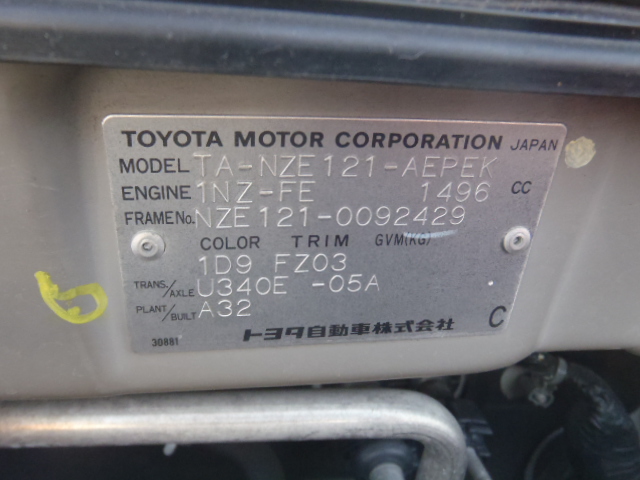 TOYOTA MOTOR CORPORATION JAPAN
MODEL TA-NZE121-AEPEK
ENGINE 1NZ-FE 1496 CC
FRAME No. NZE121-0092429
COLOR TRIM GVM(KG)
1D9 FZ03
TRANS./AXLE U340E -05A
PLANT/BUILT A32
30881 トヨタ自動車株式会社 C